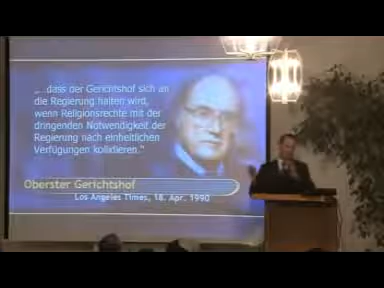 „...dass der Gerichtshof sich an
die Regierung halten wird,
wenn Religionsrechte mit der
dringenden Notwendigkeit der
Regierung nach einheitlichen
Verfügungen kollidieren.“
Oberster Gerichtshof
Los Angeles Times, 18. Apr. 1990